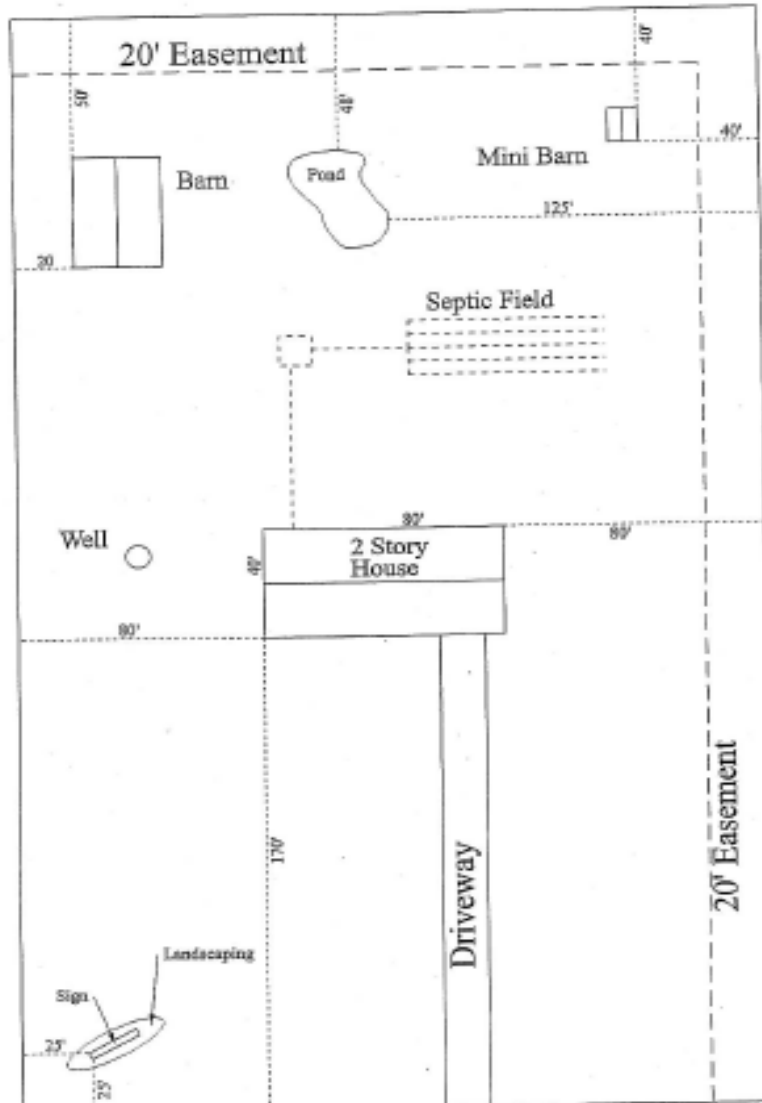 20' Easement
50'
48'
40'
40'
Barn
Pond
Mini Barn
125'
20
Septic Field
80'
80'
Well
40'
2 Story
House
80'
170'
Driveway
20' Easement
Landscaping
Sign
25'
25'